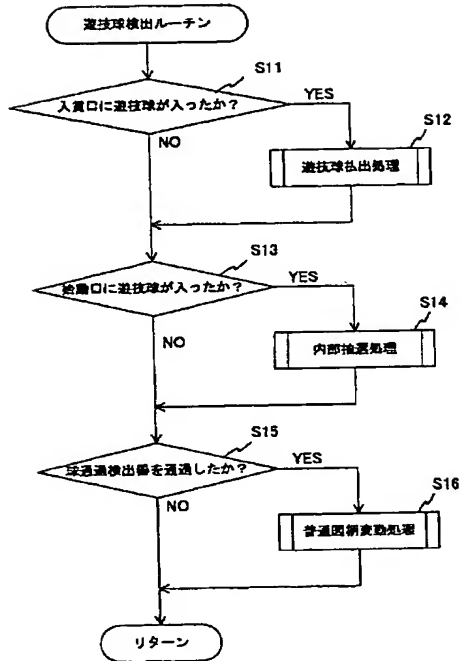 遊技球検出ルーチン
S11
入賞口に遊技球が入ったか?
YES
S12
NO
遊技球払出処理
S13
始動口に遊技球が入ったか?
YES
S14
NO
内部抽選処理
S15
球通過検出器を通過したか?
YES
S16
NO
普通図柄変動処理
リターン